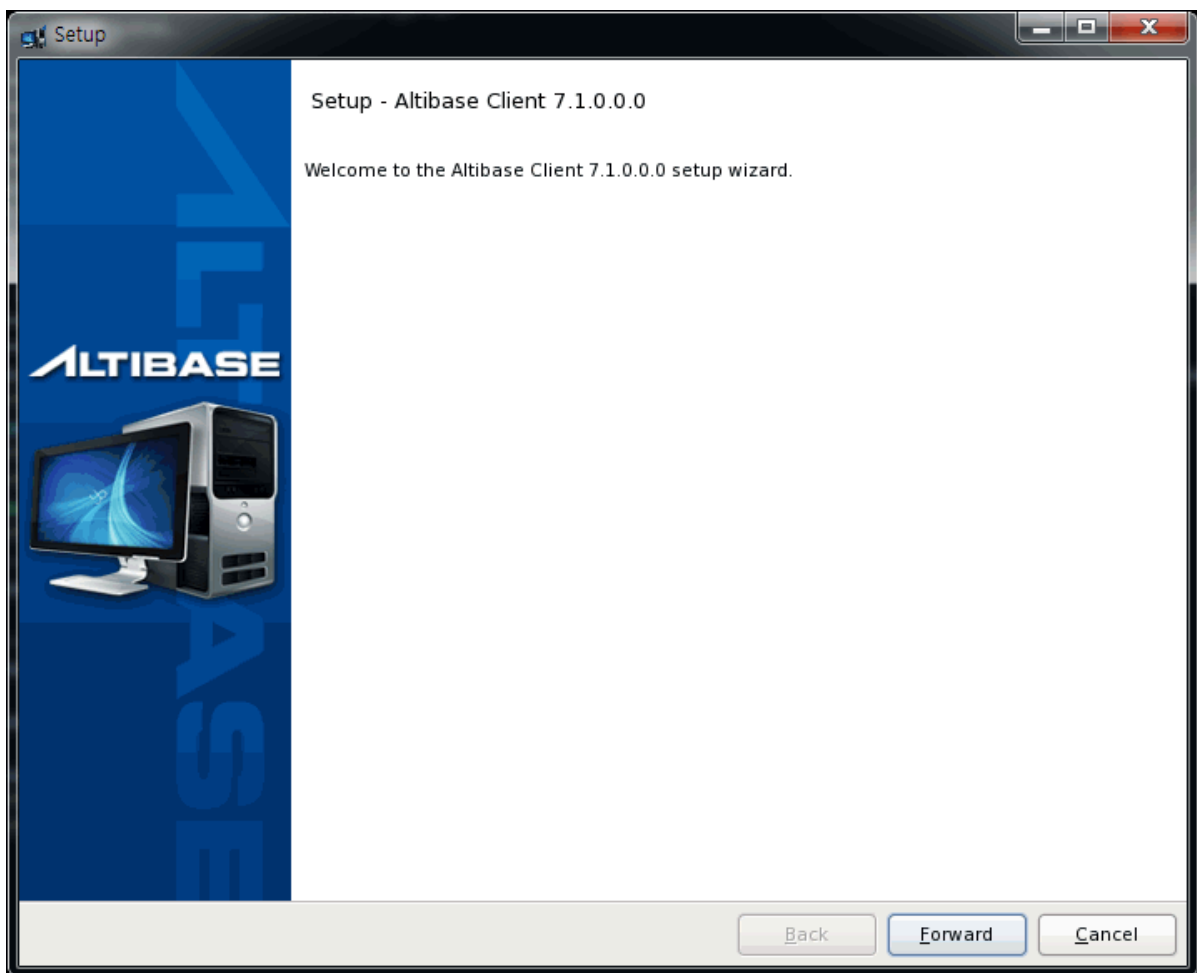 Setup
Setup - Altibase Client 7.1.0.0.0
Welcome to the Altibase Client 7.1.0.0.0 setup wizard.
ALTIBASE
ALTIBASE
Back
Forward
Cancel